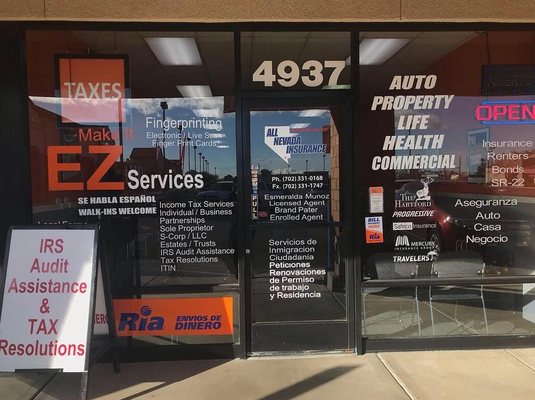 TAXES
Make it
EZ
Services
SE HABLA ESPAÑOL
WALK-INS WELCOME
Fingerprinting
Electronic / Live Scan
Finger Print Cards
Income Tax Services
Individual / Business
Partnerships
Sole Proprietor
S-Corp / LLC
Estates / Trusts
IRS Audit Assistance
Tax Resolutions
ITIN
IRS
Audit
Assistance
&
TAX
Resolutions
Ria
ENVIOS DE
DINERO
4937
ALL
NEVADA
INSURANCE
Ph. (702) 331-0168
Fx. (702) 331-1747
Esmeralda Munoz
Licensed Agent
Brand Pater
Enrolled Agent
Servicios de
Inmigracion
Ciudadania
Peticiones
Renovaciones
de Permiso
de trabajo
y Residencia
AUTO
PROPERTY
LIFE
HEALTH
COMMERCIAL
OPEN
Insurance
Renters
Bonds
SR-22
BILL
THE
HARTFORD
PROGRESSIVE
Safeco Insurance
MERCURY
INSURANCE GROUP
TRAVELERS
Aseguranza
Auto
Casa
Negocio